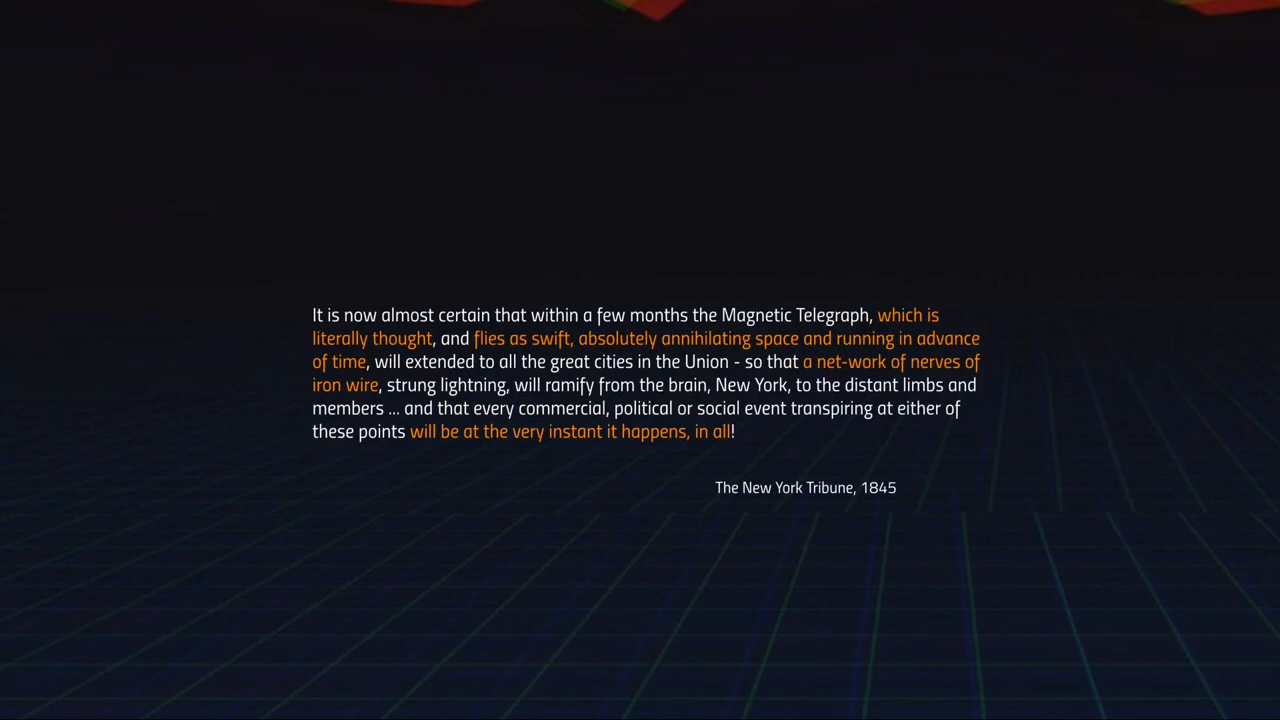 It is now almost certain that within a few months the Magnetic Telegraph, which is
literally thought, and flies as swift, absolutely annihilating space and running in advance
of time, will extended to all the great cities in the Union - so that a net-work of nerves of
iron wire, strung lightning, will ramify from the brain, New York, to the distant limbs and
members ... and that every commercial, political or social event transpiring at either of
these points will be at the very instant it happens, in all!
The New York Tribune, 1845